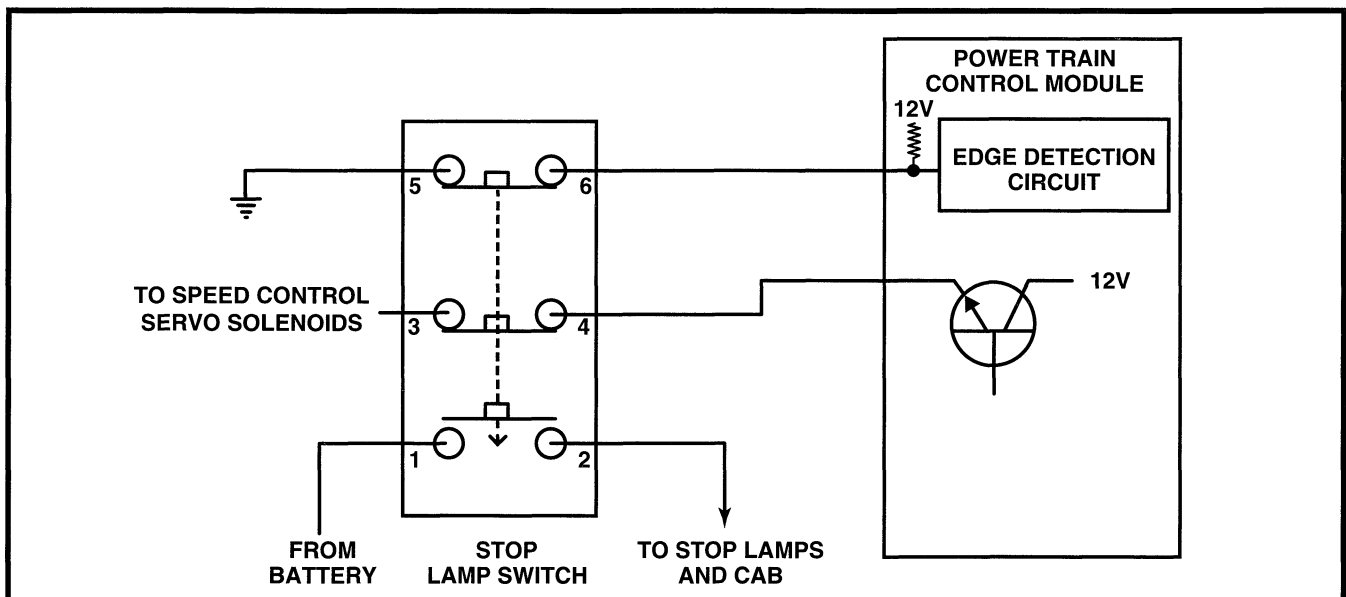 POWER TRAIN
CONTROL MODULE
12V
EDGE DETECTION
CIRCUIT
5
6
TO SPEED CONTROL
SERVO SOLENOIDS
3
4
12V
1
2
FROM
BATTERY
STOP
LAMP SWITCH
TO STOP LAMPS
AND CAB